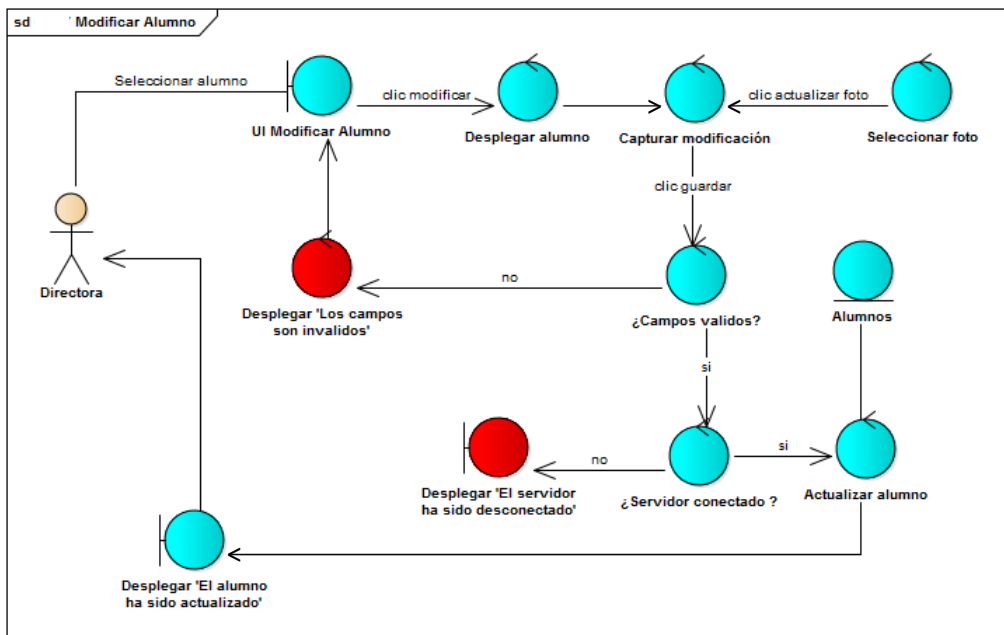 sd ' Modificar Alumno
Seleccionar alumno
UI Modificar Alumno
clic modificar
Desplegar alumno
Capturar modificación
clic actualizar foto
Seleccionar foto
clic guardar
Directora
Desplegar 'Los campos
son invalidos'
no
¿Campos validos?
Alumnos
si
Desplegar 'El servidor
ha sido desconectado'
no
¿Servidor conectado ?
si
Actualizar alumno
Desplegar 'El alumno
ha sido actualizado'